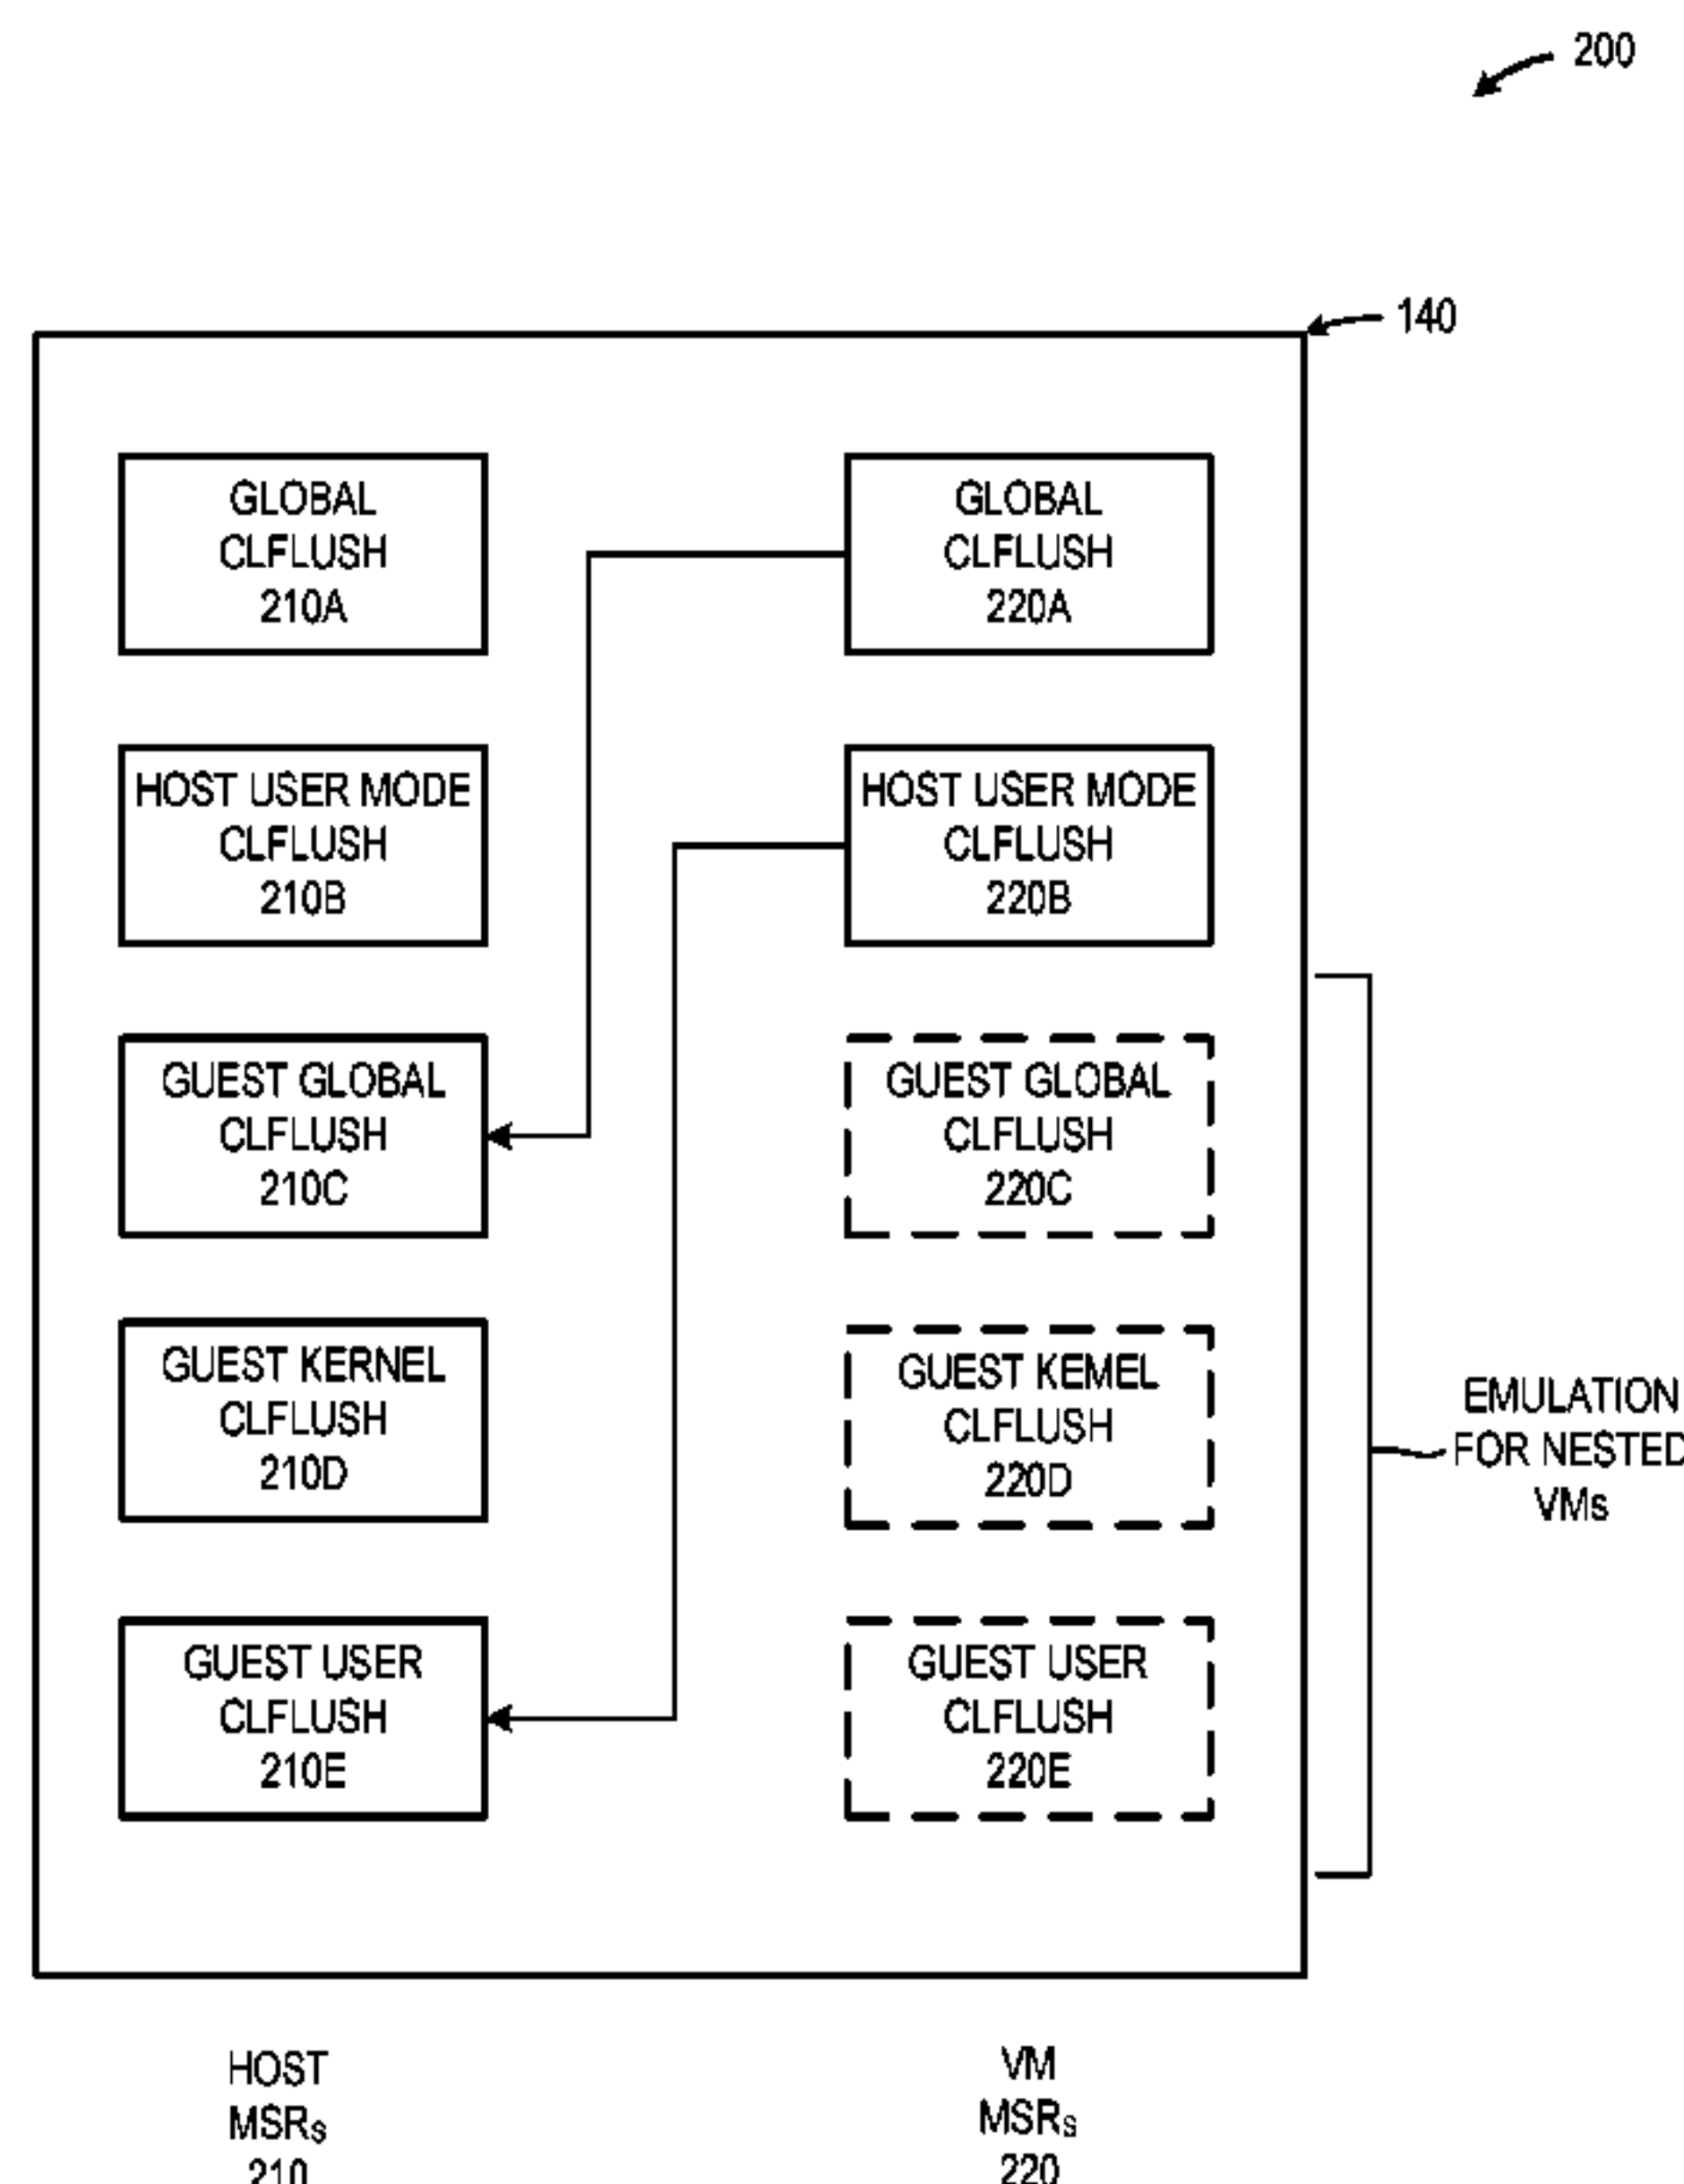 200
140
GLOBAL
CLFLUSH
210A
GLOBAL
CLFLUSH
220A
HOST USER MODE
CLFLUSH
210B
HOST USER MODE
CLFLUSH
220B
GUEST GLOBAL
CLFLUSH
210C
GUEST GLOBAL
CLFLUSH
220C
GUEST KERNEL
CLFLUSH
210D
GUEST KEMEL
CLFLUSH
220D
EMULATION
FOR NESTED
VMs
GUEST USER
CLFLUSH
210E
GUEST USER
CLFLUSH
220E
HOST
MSRs
210
VM
MSRs
220